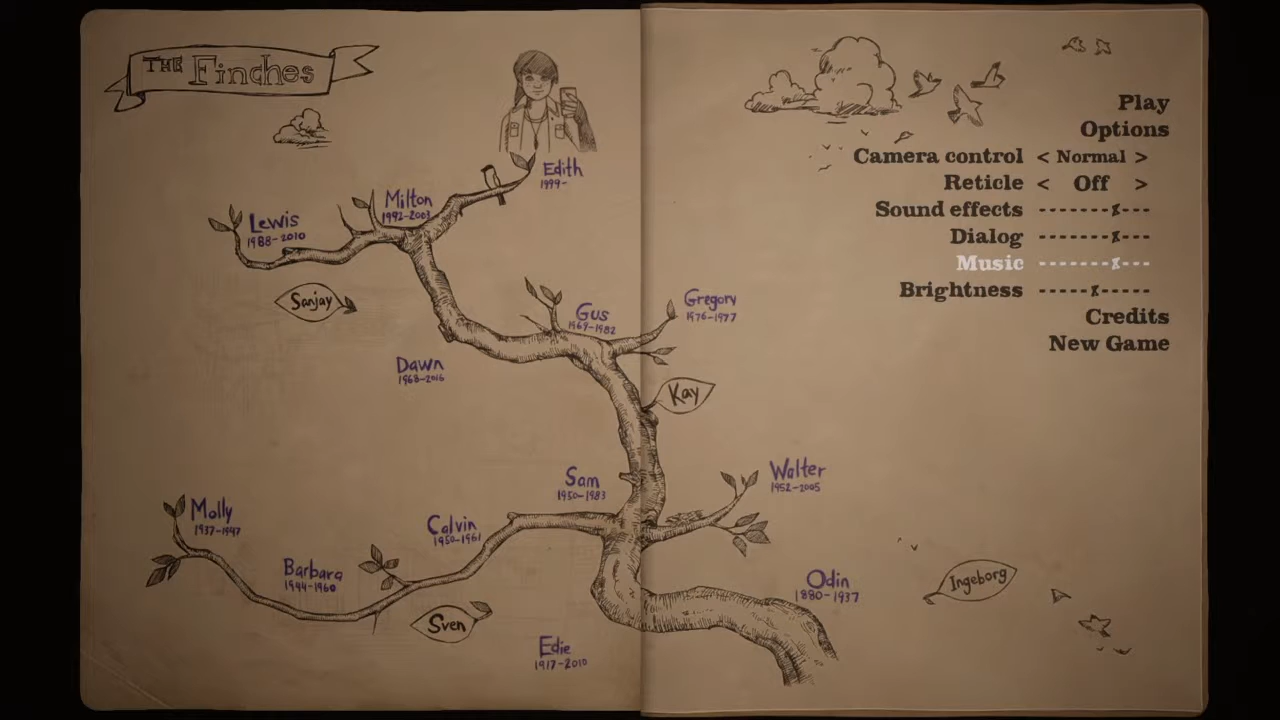 THE Finches
Edith
1999-
Milton
1992-2003
Lewis
1988-2010
Sanjay
Gus
1969-1982
Gregory
1976-1977
Dawn
1968-2016
Kay
Sam
1950-1983
Walter
1952-2005
Molly
1937-1947
Calvin
1950-1961
Barbara
1944-1960
Sven
Edie
1917-2010
Odin
1880-1937
Ingeborg
Play
Options
Camera control < Normal >
Reticle < Off >
Sound effects
Dialog
Music
Brightness
Credits
New Game